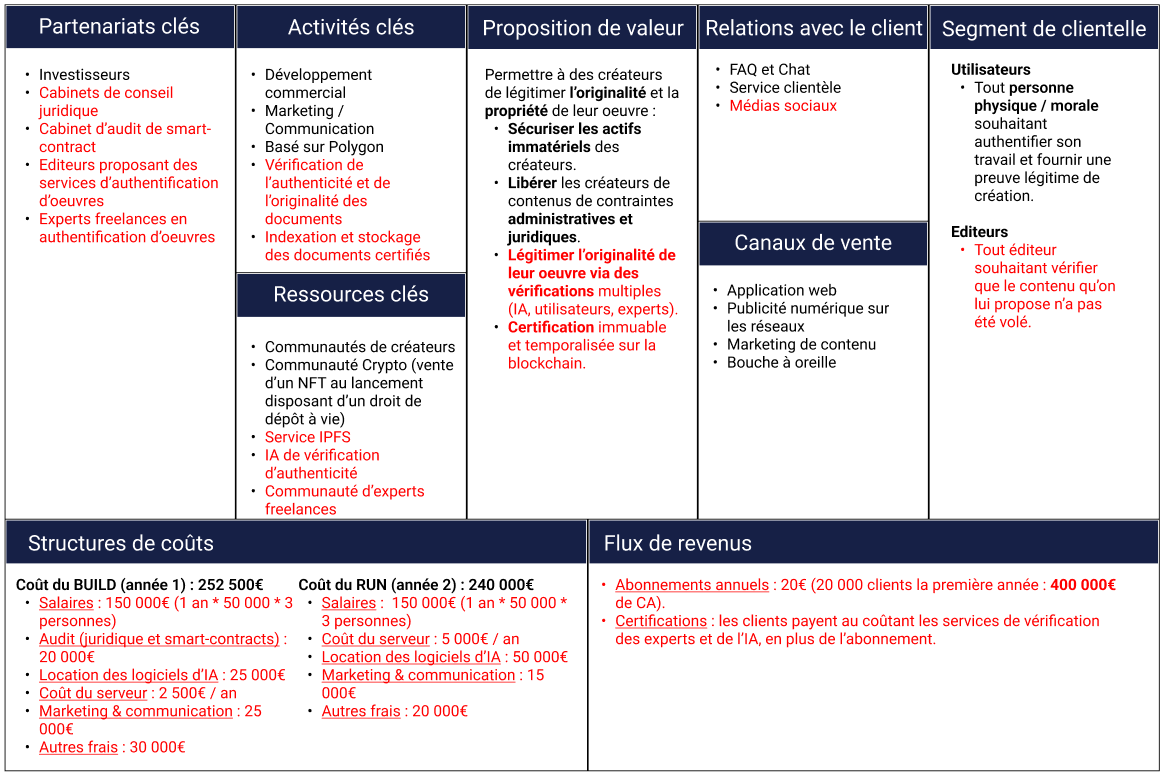 Partenariats clés
• Investisseurs
• Cabinets de conseil
juridique
• Cabinet d’audit de smart-
contract
• Editeurs proposant des
services d’authentification
d’oeuvres
• Experts freelances en
authentification d’oeuvres
Activités clés
• Développement
commercial
• Marketing /
Communication
• Basé sur Polygon
• Vérification de
l’authenticité et de
l’originalité des
documents
• Indexation et stockage
des documents certifiés
Ressources clés
• Communautés de créateurs
• Communauté Crypto (vente
d’un NFT au lancement
disposant d’un droit de
dépôt à vie)
• Service IPFS
• IA de vérification
d’authenticité
• Communauté d’experts
freelances
Proposition de valeur
Permettre à des créateurs
de légitimer l’originalité et la
propriété de leur oeuvre :
• Sécuriser les actifs
immatériels des
créateurs.
• Libérer les créateurs de
contenus de contraintes
administratives et
juridiques.
• Légitimer l’originalité de
leur oeuvre via des
vérifications multiples
(IA, utilisateurs, experts).
• Certification immuable
et temporalisée sur la
blockchain.
Relations avec le client
• FAQ et Chat
• Service clientèle
• Médias sociaux
Canaux de vente
• Application web
• Publicité numérique sur
les réseaux
• Marketing de contenu
• Bouche à oreille
Segment de clientelle
Utilisateurs
• Tout personne
physique / morale
souhaitant
authentifier son
travail et fournir une
preuve légitime de
création.
Editeurs
• Tout éditeur
souhaitant vérifier
que le contenu qu’on
lui propose n’a pas
été volé.
Structures de coûts
Coût du BUILD (année 1) : 252 500€
• Salaires : 150 000€ (1 an * 50 000 * 3
personnes)
• Audit (juridique et smart-contracts) :
20 000€
• Location des logiciels d’IA : 25 000€
• Coût du serveur : 2 500€ / an
• Marketing & communication : 25
000€
• Autres frais : 30 000€
Coût du RUN (année 2) : 240 000€
• Salaires : 150 000€ (1 an * 50 000 *
3 personnes)
• Coût du serveur : 5 000€ / an
• Location des logiciels d’IA : 50 000€
• Marketing & communication : 15
000€
• Autres frais : 20 000€
Flux de revenus
• Abonnements annuels : 20€ (20 000 clients la première année : 400 000€
de CA).
• Certifications : les clients payent au coûtant les services de vérification
des experts et de l’IA, en plus de l’abonnement.